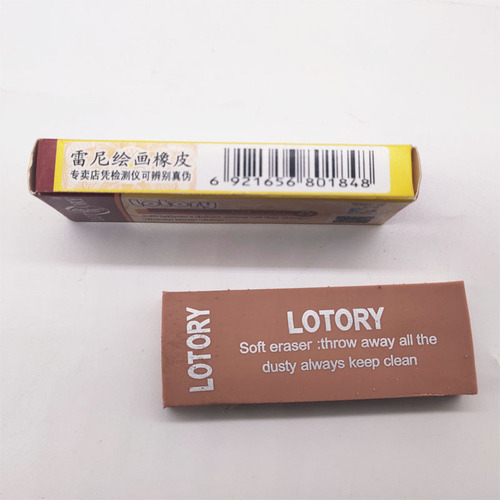 雷尼绘画橡皮
专卖店凭检测仪可辨别真伪
6 921656 801848
Lotory
LOTORY
LOTORY
Soft eraser :throw away all the
dusty always keep clean